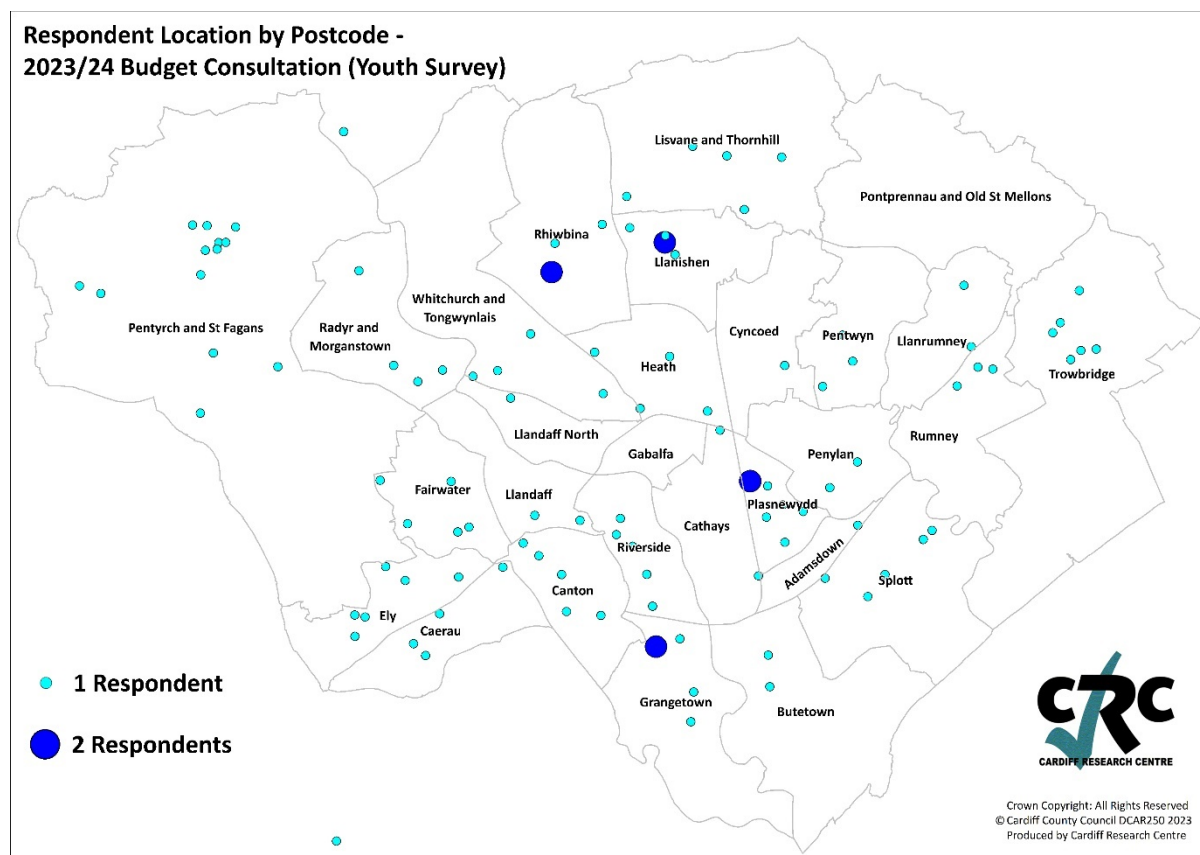 Respondent Location by Postcode -
2023/24 Budget Consultation (Youth Survey)
Lisvane and Thornhill
Pontprennau and Old St Mellons
Rhiwbina
Llanishen
Whitchurch and
Tongwynlais
Pentyrch and St Fagans
Radyr and
Morganstown
Cyncoed
Pentwyn
Llanrumney
Heath
Trowbridge
Llandaff North
Rumney
Gabalfa
Penylan
Fairwater
Llandaff
Plasnewydd
Cathays
Riverside
Adamsdown
Splott
Canton
Ely
Caerau
1 Respondent
Grangetown
Butetown
2 Respondents
CRC
CARDIFF RESEARCH CENTRE
Crown Copyright: All Rights Reserved
© Cardiff County Council DCAR250 2023
Produced by Cardiff Research Centre